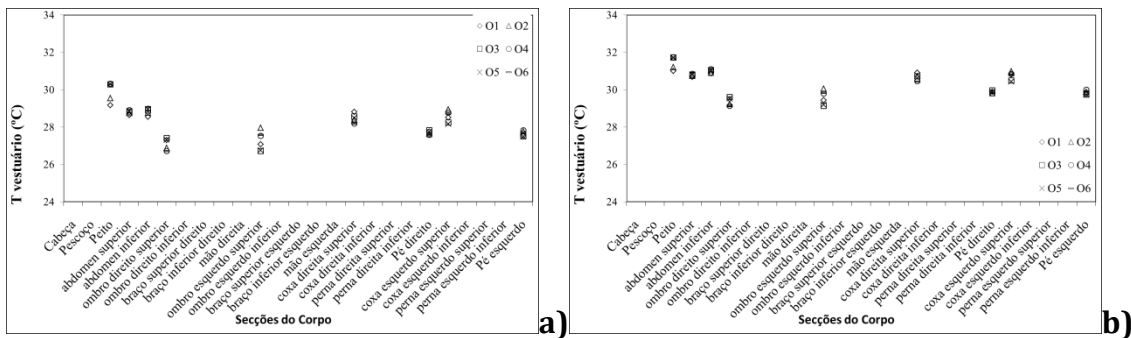 34
32
30
28
26
24
T vestuário (ºC)
O1 O2
O3 O4
O5 O6
Cabeça
Pescoço
Peito
abdomen superior
abdomen inferior
ombro direito superior
ombro direito inferior
braço superior direito
braço inferior direito
mão direita
ombro esquerdo superior
ombro esquerdo inferior
braço superior esquerdo
braço inferior esquerdo
mão esquerda
coxa direita superior
coxa direita inferior
perna direita superior
perna direita inferior
Pé direito
coxa esquerdo superior
coxa esquerdo inferior
perna esquerdo superior
perna esquerdo inferior
Pé esquerdo
Secções do Corpo
a)
34
32
30
28
26
24
T vestuário (ºC)
O1 O2
O3 O4
O5 O6
Cabeça
Pescoço
Peito
abdomen superior
abdomen inferior
ombro direito superior
ombro direito inferior
braço superior direito
braço inferior direito
mão direita
ombro esquerdo superior
ombro esquerdo inferior
braço superior esquerdo
braço inferior esquerdo
mão esquerda
coxa direita superior
coxa direita inferior
perna direita superior
perna direita inferior
Pé direito
coxa esquerdo superior
coxa esquerdo inferior
perna esquerdo superior
perna esquerdo inferior
Pé esquerdo
Secções do Corpo
b)